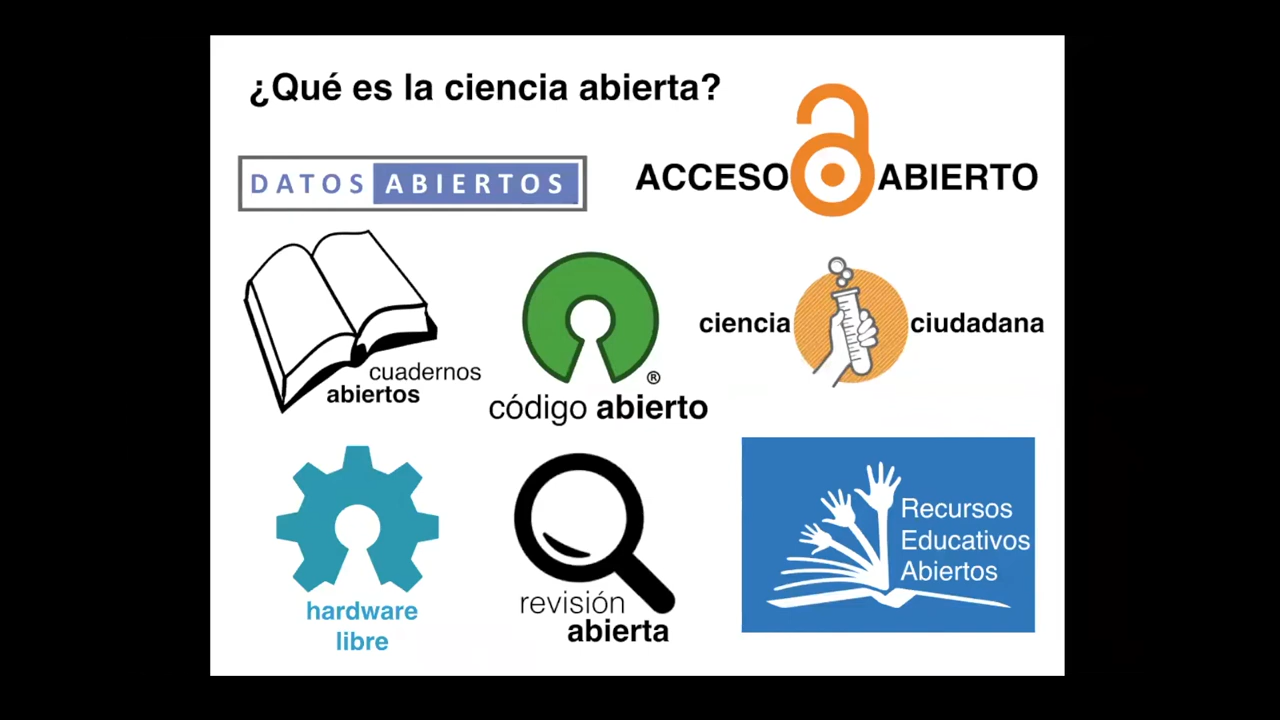 ¿Qué es la ciencia abierta?
DATOS ABIERTOS
ACCESO ABIERTO
cuadernos
abiertos
®
código abierto
ciencia ciudadana
hardware
libre
revisión
abierta
Recursos
Educativos
Abiertos